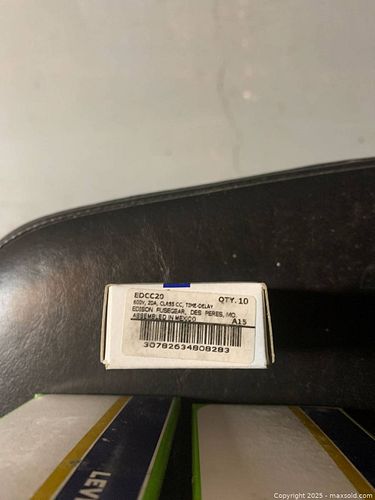 EDCC20 QTY. 10
600V, 20A, CLASS CC, TIME-DELAY
EDISON FUSEGEAR, DES PERES, MO.
ASSEMBLED IN MEXICO A15
30782634808283
LEV
Copyright 2025 - maxsold.com